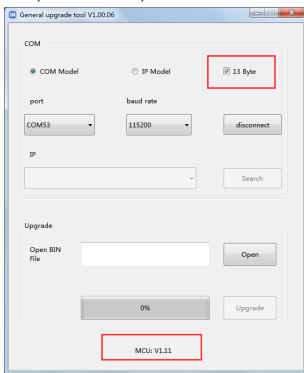 General upgrade tool V1.00.06
COM
COM Model
IP Model
13 Byte
port
baud rate
COM53
115200
disconnect
IP
Search
Upgrade
Open BIN
File
Open
0%
Upgrade
MCU: V1.11